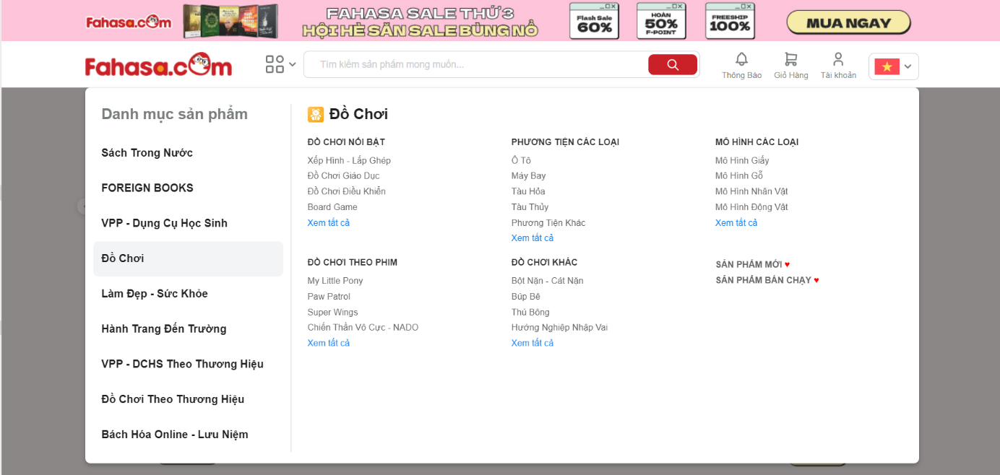 Fahasa.com
FAHASA SALE THỨ 3
HỘI HÈ SĂN SALE BÙNG NỔ
Flash Sale
60%
HOÀN
50%
F-POINT
FREESHIP
100%
MUA NGAY
Fahasa.com
Tìm kiếm sản phẩm mong muốn...
Thông Báo
Giỏ Hàng
Tài khoản
Danh mục sản phẩm
Sách Trong Nước
FOREIGN BOOKS
VPP - Dụng Cụ Học Sinh
Đồ Chơi
Làm Đẹp - Sức Khỏe
Hành Trang Đến Trường
VPP - DCHS Theo Thương Hiệu
Đồ Chơi Theo Thương Hiệu
Bách Hóa Online - Lưu Niệm
Đồ Chơi
ĐỒ CHƠI NỔI BẬT
Xếp Hình - Lắp Ghép
Đồ Chơi Giáo Dục
Đồ Chơi Điều Khiển
Board Game
Xem tất cả
PHƯƠNG TIỆN CÁC LOẠI
Ô Tô
Máy Bay
Tàu Hỏa
Tàu Thủy
Phương Tiện Khác
Xem tất cả
MÔ HÌNH CÁC LOẠI
Mô Hình Giấy
Mô Hình Gỗ
Mô Hình Nhân Vật
Mô Hình Động Vật
Xem tất cả
ĐỒ CHƠI THEO PHIM
My Little Pony
Paw Patrol
Super Wings
Chiến Thần Vô Cực - NADO
Xem tất cả
ĐỒ CHƠI KHÁC
Bột Nặn - Cát Nặn
Búp Bê
Thú Bông
Hướng Nghiệp Nhập Vai
Xem tất cả
SẢN PHẨM MỚI ♥
SẢN PHẨM BÁN CHẠY ♥